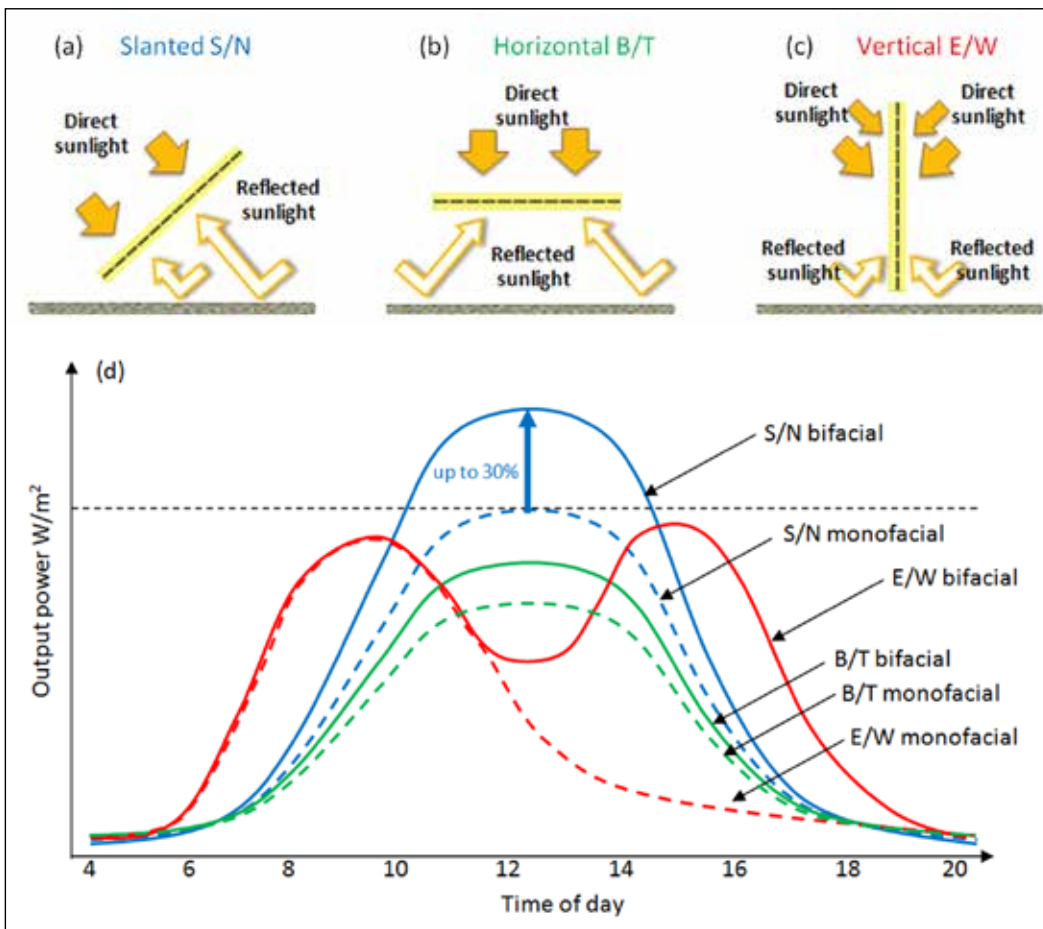 (a) Slanted S/N
(b) Horizontal B/T
(c) Vertical E/W
Direct
sunlight
Reflected
sunlight
Direct
sunlight
Reflected
sunlight
Direct
sunlight
Direct
sunlight
Reflected
sunlight
Reflected
sunlight
(d)
Output power W/m²
up to 30%
S/N bifacial
S/N monofacial
E/W bifacial
B/T bifacial
B/T monofacial
E/W monofacial
4 6 8 10 12 14 16 18 20
Time of day